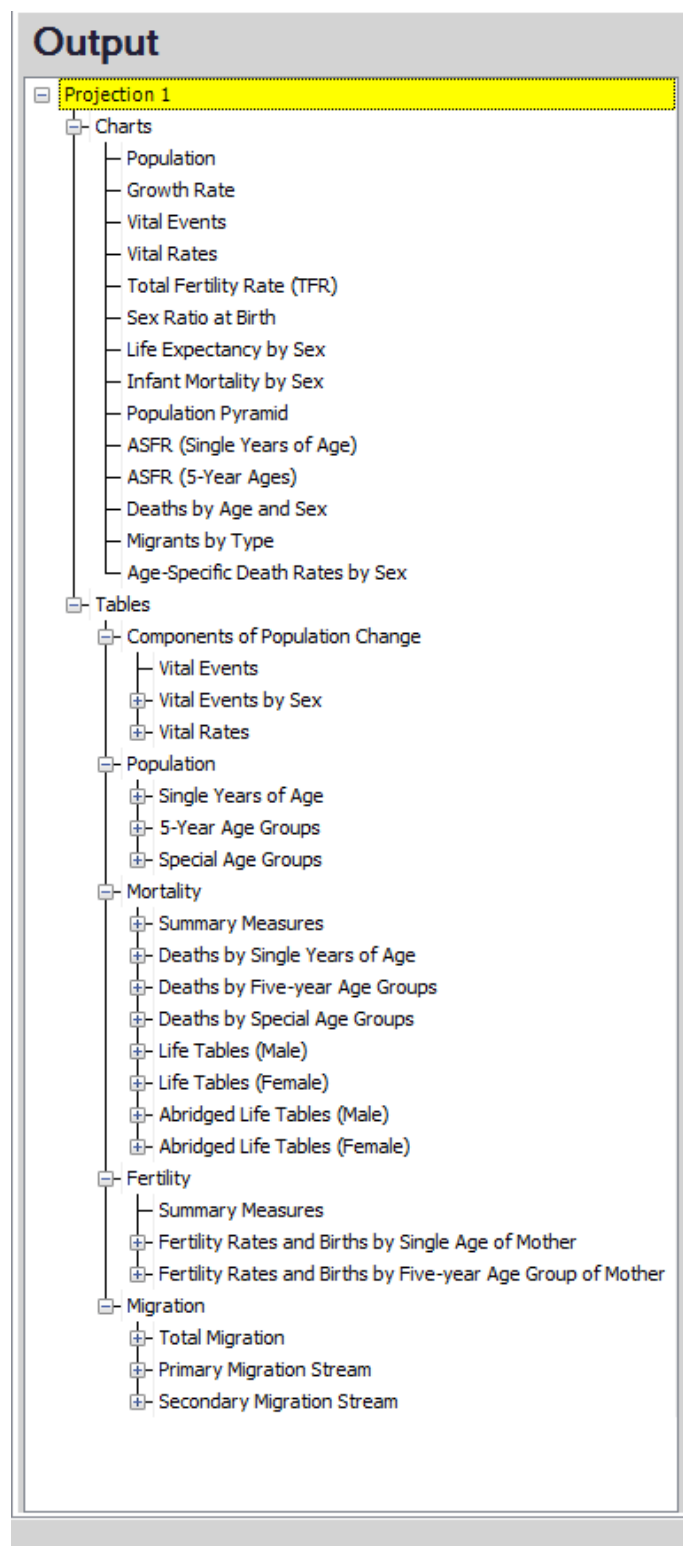 Output
Projection 1
Charts
Population
Growth Rate
Vital Events
Vital Rates
Total Fertility Rate (TFR)
Sex Ratio at Birth
Life Expectancy by Sex
Infant Mortality by Sex
Population Pyramid
ASFR (Single Years of Age)
ASFR (5-Year Ages)
Deaths by Age and Sex
Migrants by Type
Age-Specific Death Rates by Sex
Tables
Components of Population Change
Vital Events
Vital Events by Sex
Vital Rates
Population
Single Years of Age
5-Year Age Groups
Special Age Groups
Mortality
Summary Measures
Deaths by Single Years of Age
Deaths by Five-year Age Groups
Deaths by Special Age Groups
Life Tables (Male)
Life Tables (Female)
Abridged Life Tables (Male)
Abridged Life Tables (Female)
Fertility
Summary Measures
Fertility Rates and Births by Single Age of Mother
Fertility Rates and Births by Five-year Age Group of Mother
Migration
Total Migration
Primary Migration Stream
Secondary Migration Stream